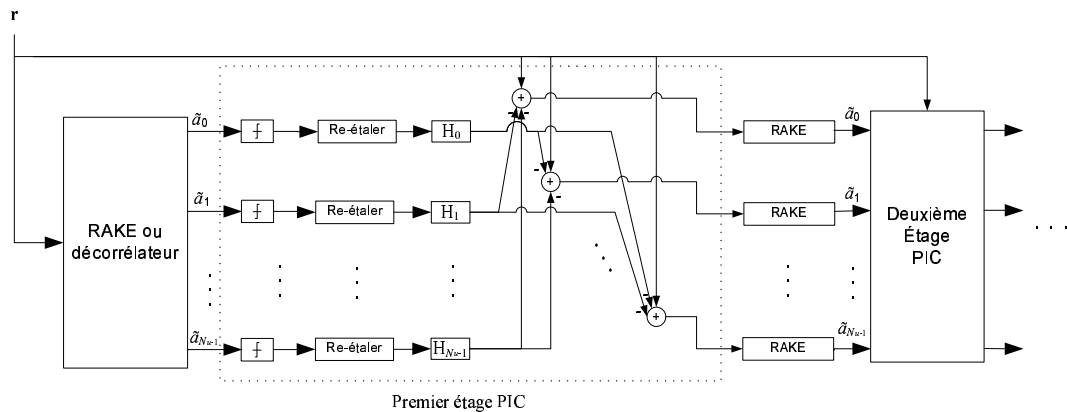 r
ã0
Re-étaler
H0
+
-
-
RAKE
ã0
-
+
-
ã1
Re-étaler
H1
RAKE
ã1
RAKE ou
décorrélateur
Deuxième
Étage
PIC
. . .
-
-
+
ãNu-1
Re-étaler
HNu-1
RAKE
ãNu-1
Premier étage PIC